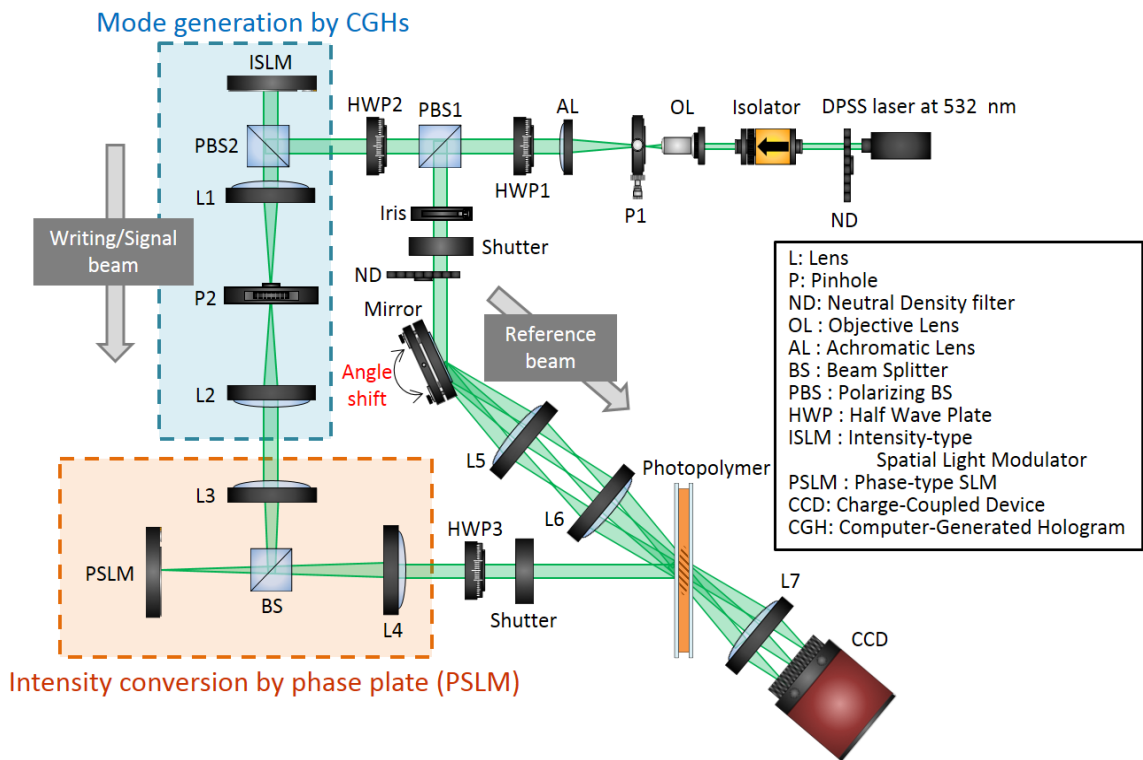 Mode generation by CGHs
ISLM
HWP2
PBS1
AL
OL
Isolator
DPSS laser at 532 nm
PBS2
HWP1
P1
ND
L1
Iris
Shutter
Writing/Signal
beam
ND
P2
Mirror
Reference
beam
Angle
shift
L2
L5
L3
L6
Photopolymer
HWP3
PSLM
BS
L4
Shutter
L7
CCD
Intensity conversion by phase plate (PSLM)
L: Lens
P: Pinhole
ND: Neutral Density filter
OL : Objective Lens
AL : Achromatic Lens
BS : Beam Splitter
PBS : Polarizing BS
HWP : Half Wave Plate
ISLM : Intensity-type
Spatial Light Modulator
PSLM : Phase-type SLM
CCD: Charge-Coupled Device
CGH: Computer-Generated Hologram